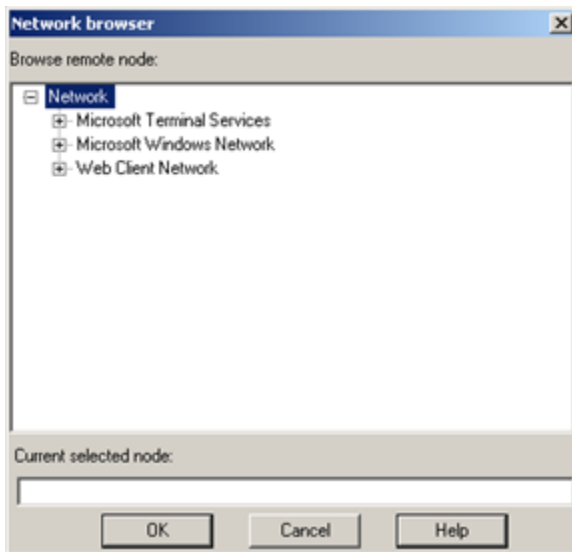 Network browser
Browse remote node:
Network
Microsoft Terminal Services
Microsoft Windows Network
Web Client Network
Current selected node:
OK Cancel Help